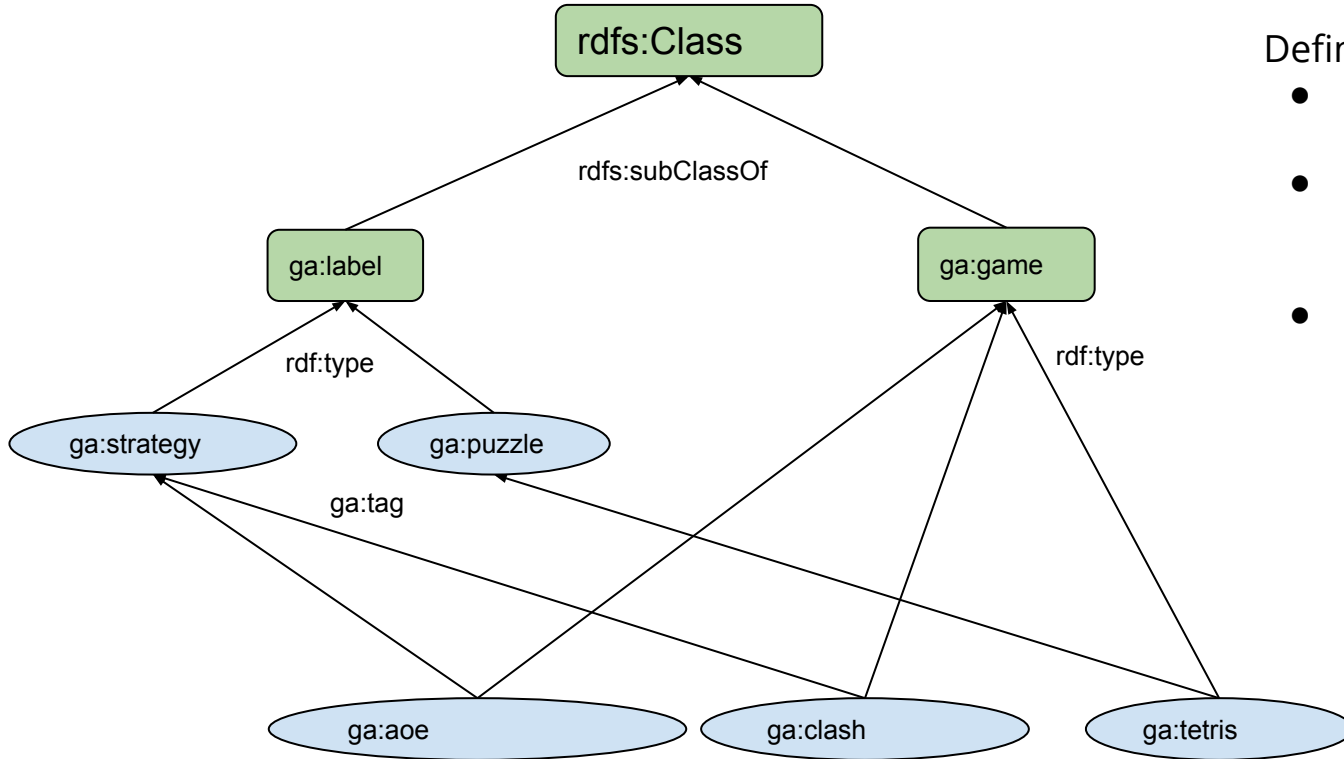 rdfs:Class
rdfs:subClassOf
ga:label
ga:game
rdf:type
rdf:type
ga:strategy
ga:puzzle
ga:tag
ga:aoe
ga:clash
ga:tetris